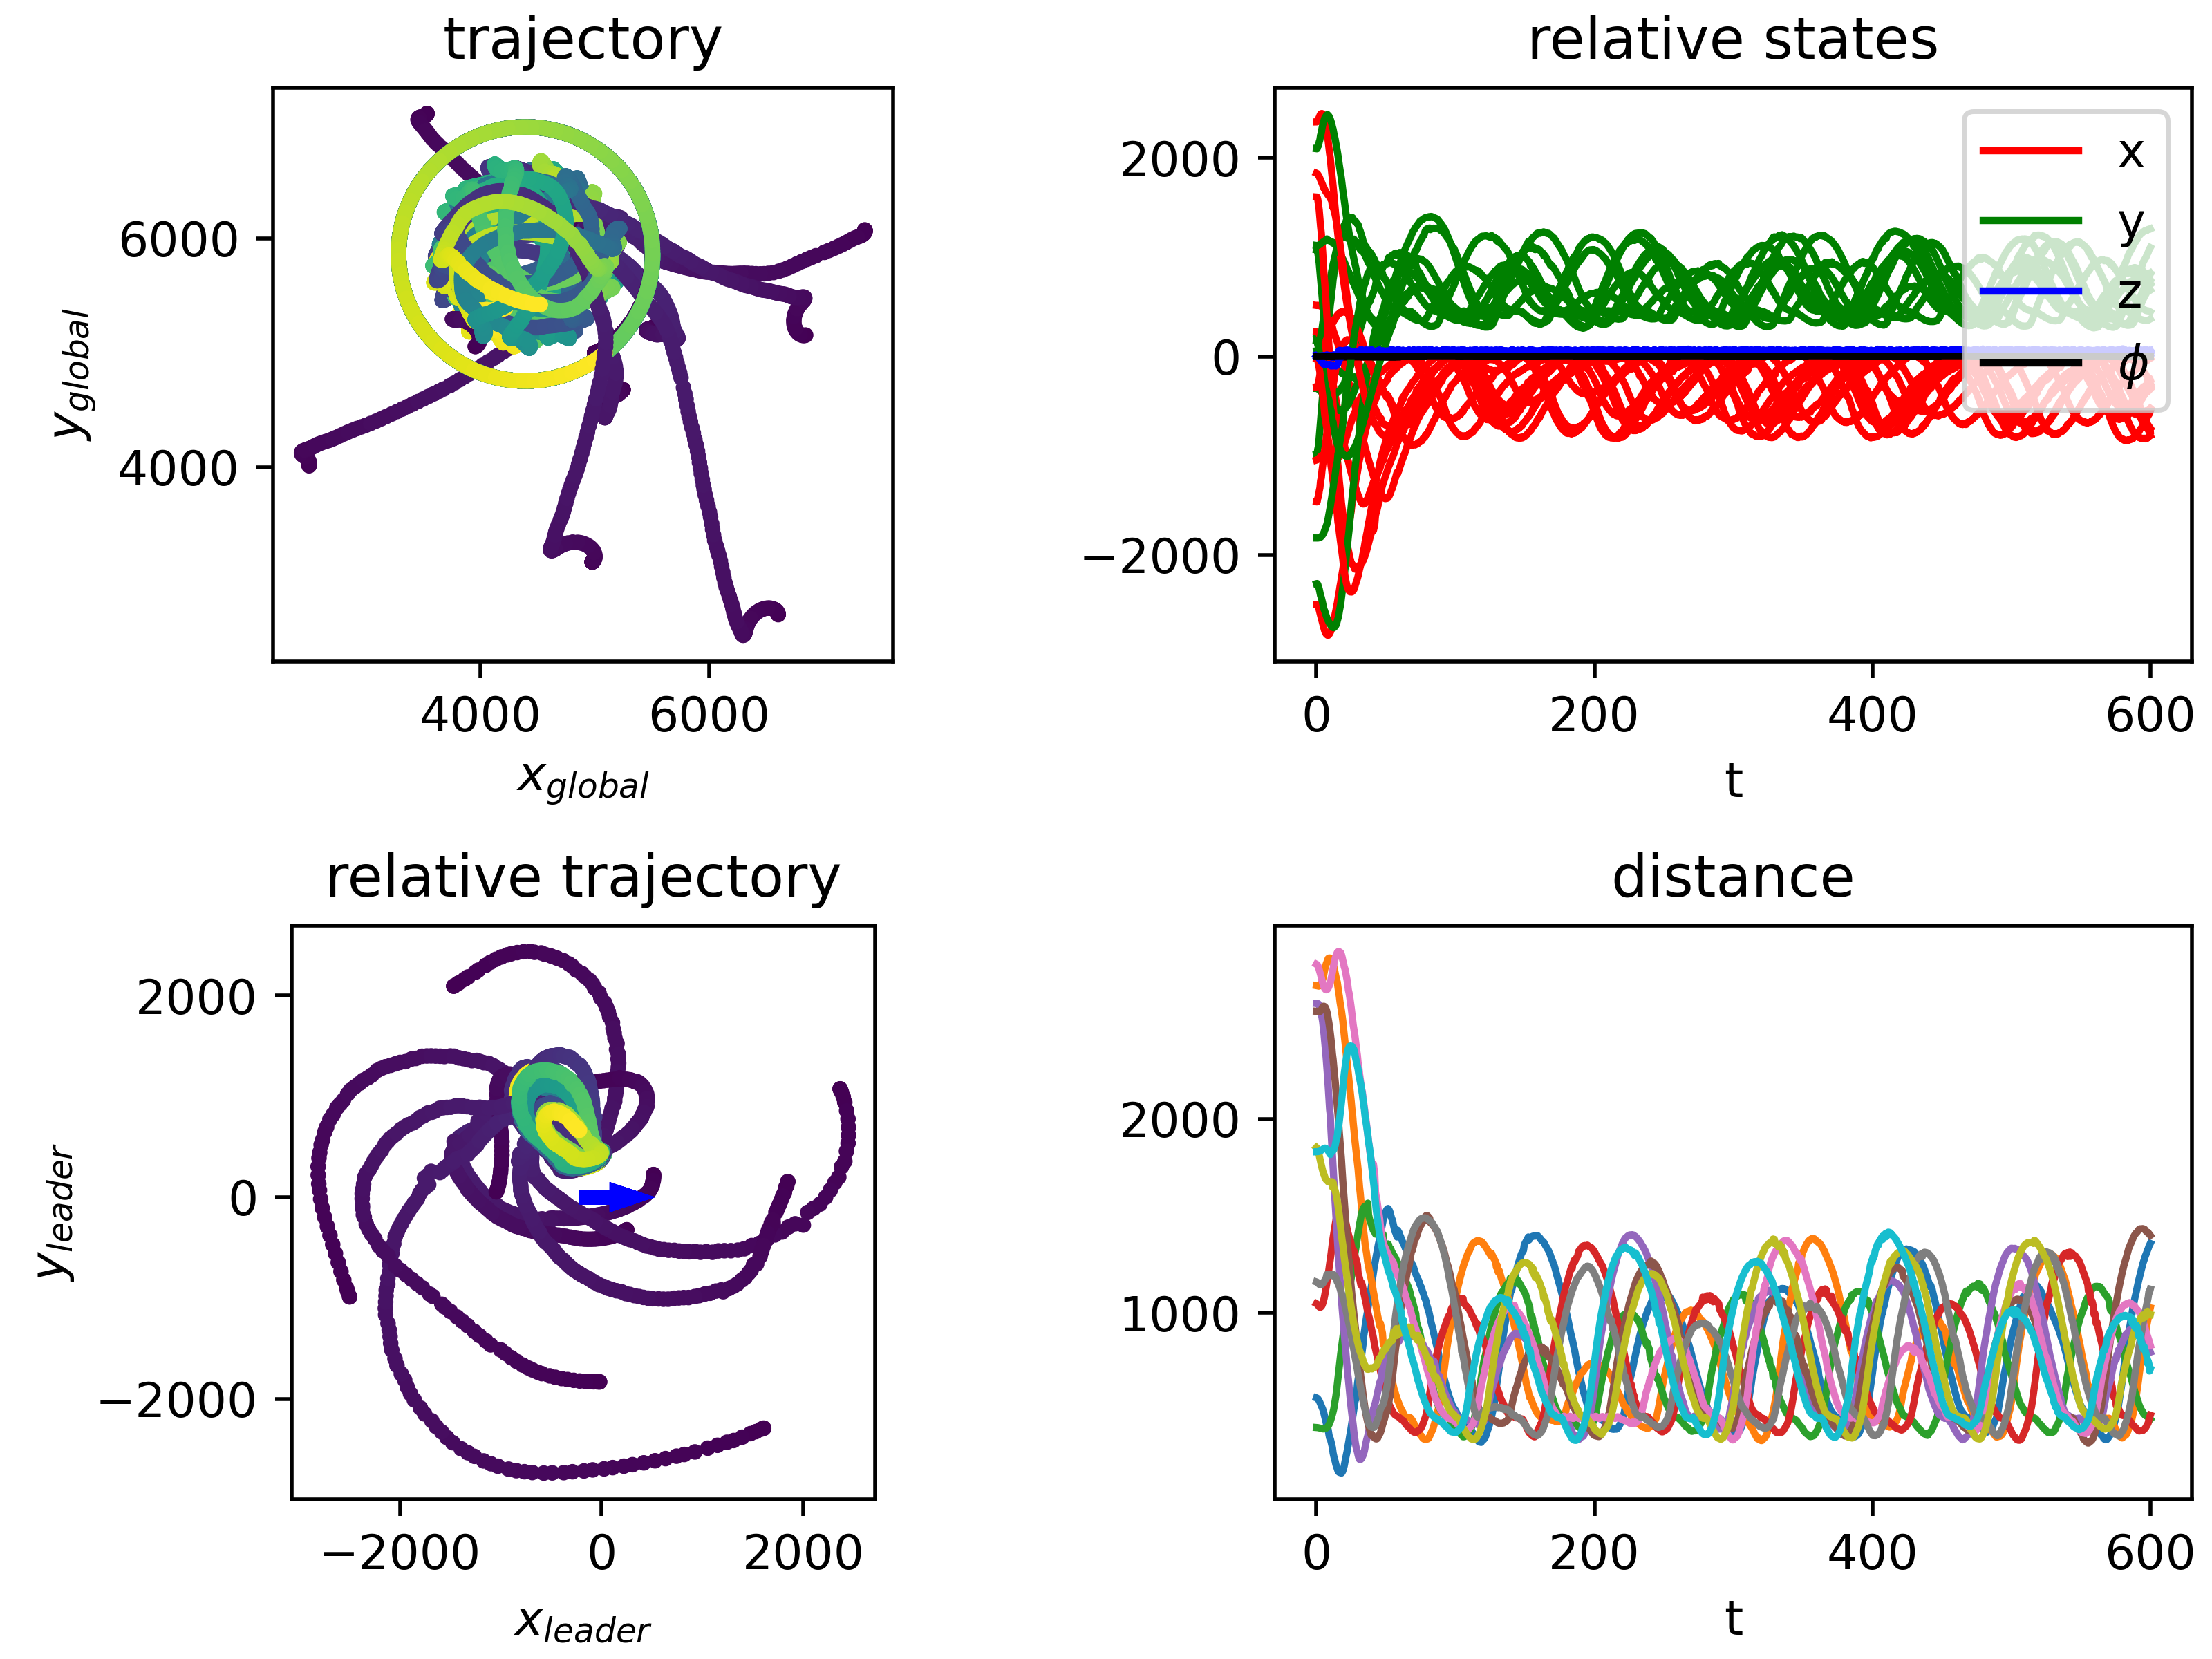 trajectory
6000
4000
y_global
4000 6000
x_global
relative states
2000
0
−2000
x
y
z
ϕ
0 200 400 600
t
relative trajectory
2000
0
−2000
y_leader
−2000 0 2000
x_leader
distance
2000
1000
0 200 400 600
t